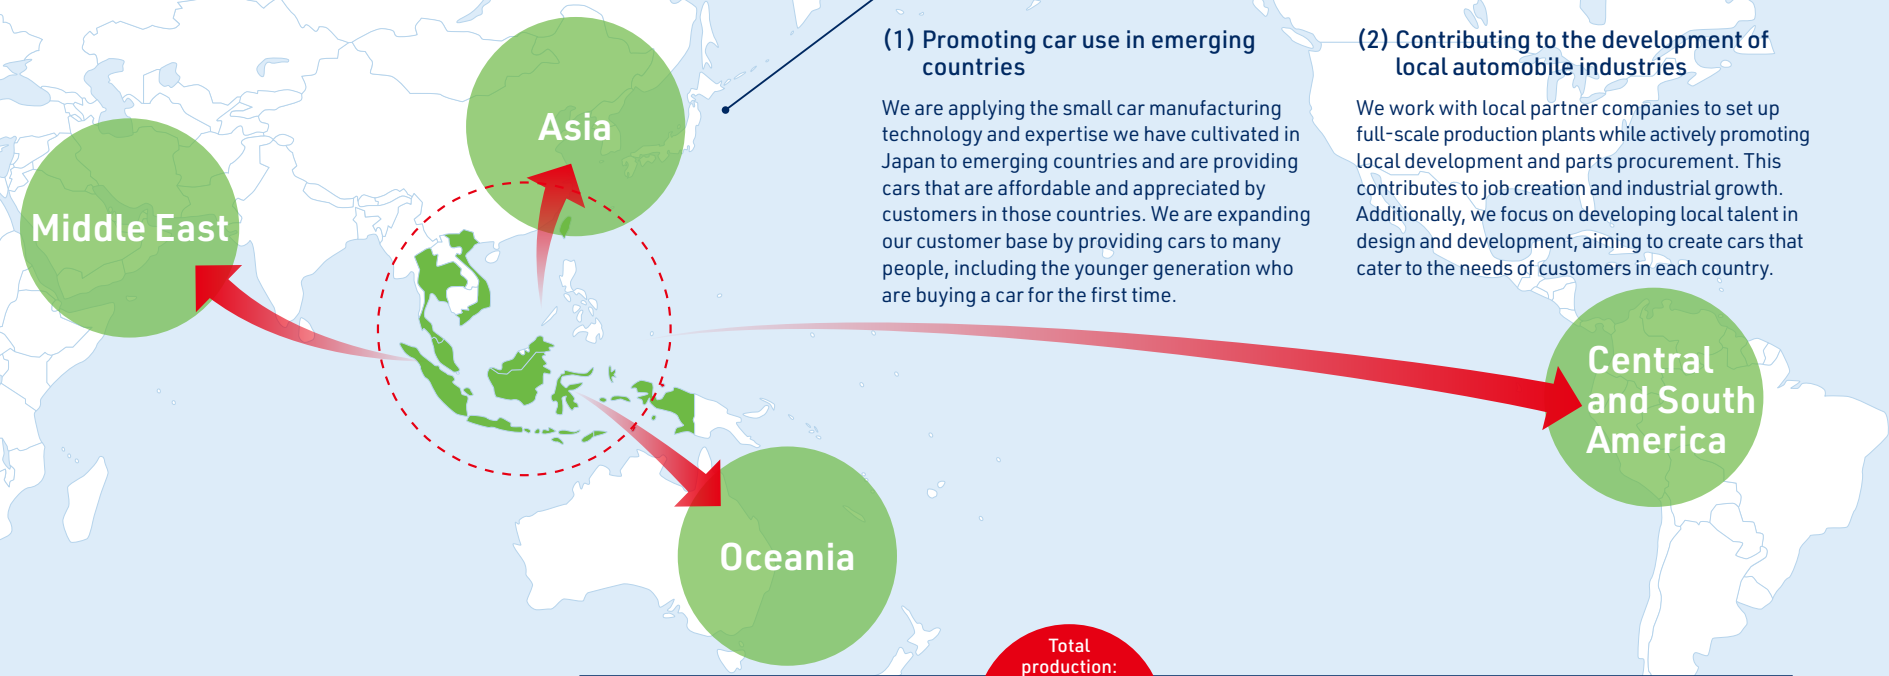 (1) Promoting car use in emerging
countries
We are applying the small car manufacturing
technology and expertise we have cultivated in
Japan to emerging countries and are providing
cars that are affordable and appreciated by
customers in those countries. We are expanding
our customer base by providing cars to many
people, including the younger generation who
are buying a car for the first time.
(2) Contributing to the development of
local automobile industries
We work with local partner companies to set up
full-scale production plants while actively promoting
local development and parts procurement. This
contributes to job creation and industrial growth.
Additionally, we focus on developing local talent in
design and development, aiming to create cars that
cater to the needs of customers in each country.
Asia
Middle East
Central
and South
America
Oceania
Total
production: